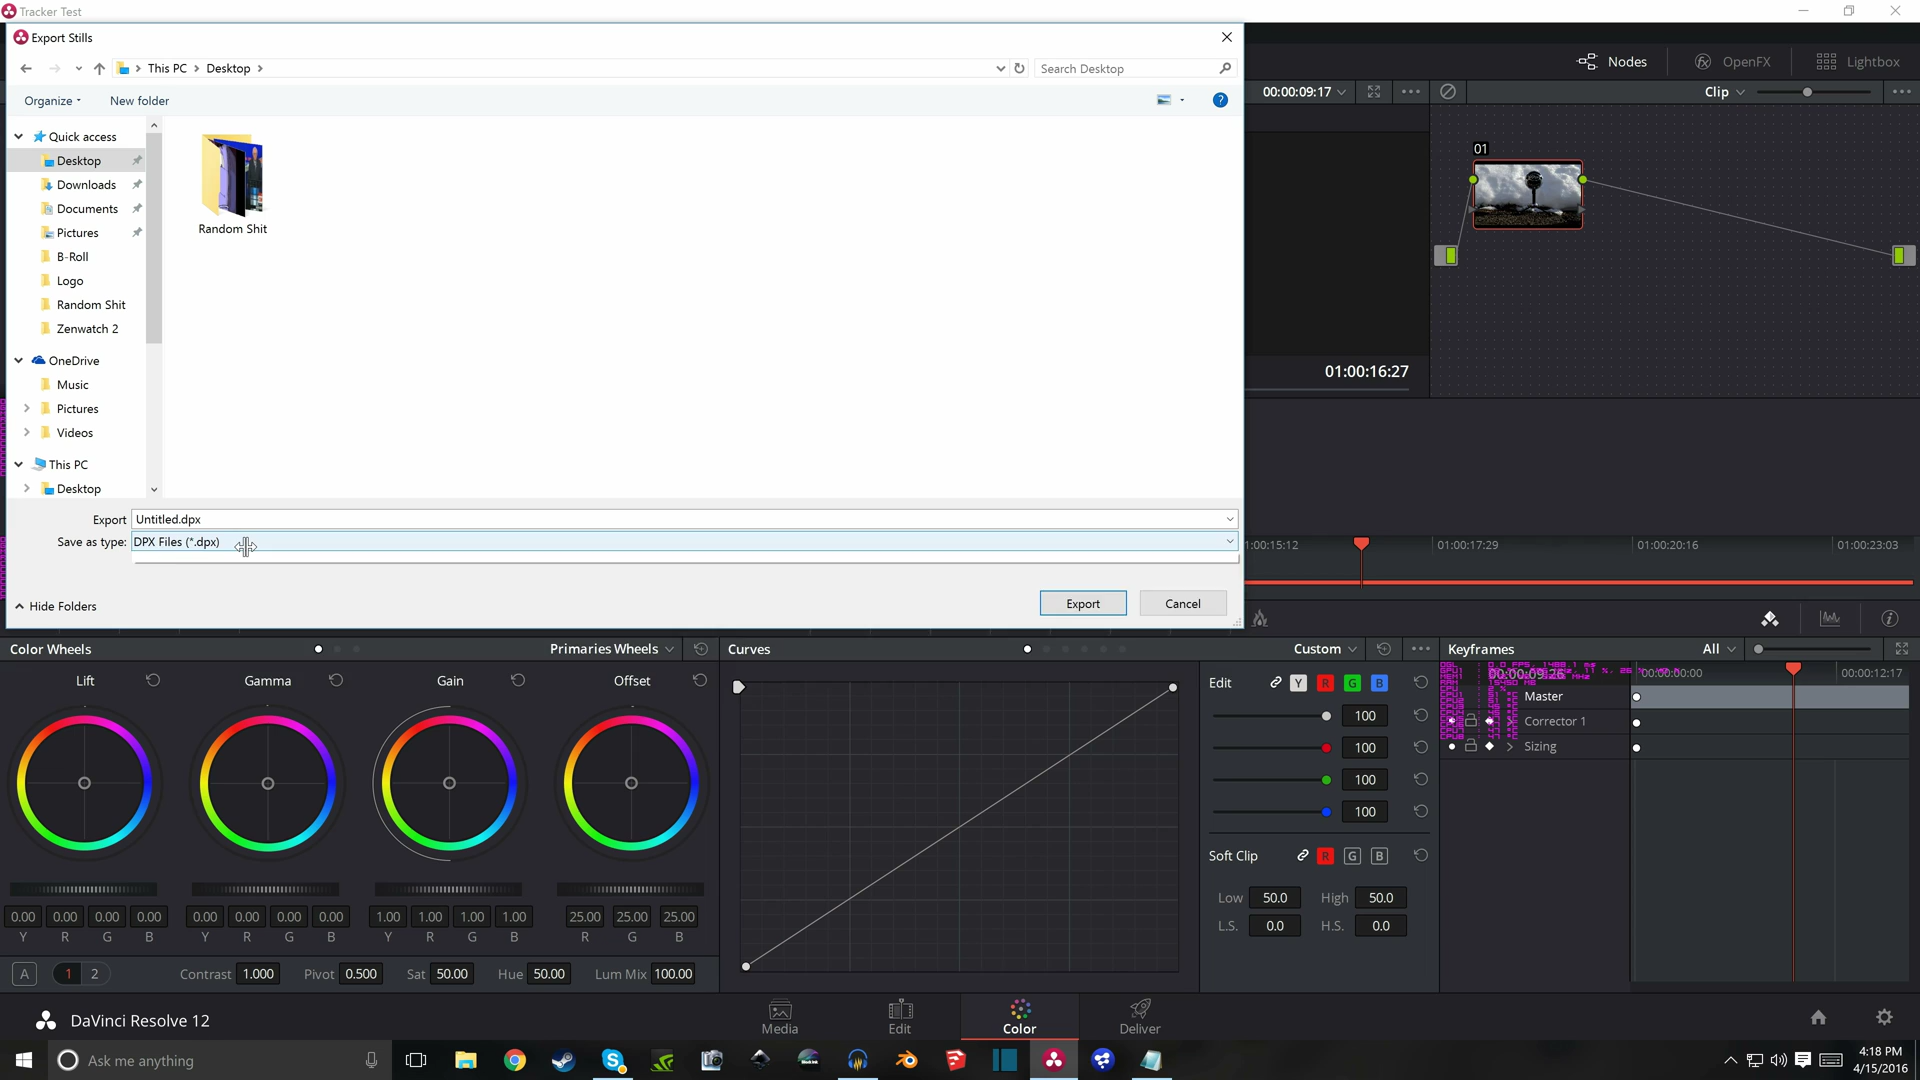 Tracker Test
Export Stills
This PC
Desktop
Search Desktop
Organize
New folder
Quick access
Desktop
Downloads
Documents
Pictures
B-Roll
Logo
Random Shit
Zenwatch 2
OneDrive
Music
Pictures
Videos
This PC
Desktop
Random Shit
Export
Untitled.dpx
Save as type:
DPX Files (*.dpx)
Hide Folders
Export
Cancel
Nodes
OpenFX
Lightbox
00:00:09:17
Clip
01
01:00:16:27
1:00:15:12
01:00:17:29
01:00:20:16
01:00:23:03
Color Wheels
Primaries Wheels
Lift
Gamma
Gain
Offset
0.00 0.00 0.00 0.00
Y R G B
0.00 0.00 0.00 0.00
Y R G B
1.00 1.00 1.00 1.00
Y R G B
25.00 25.00 25.00
R G B
A
1 2
Contrast 1.000
Pivot 0.500
Sat 50.00
Hue 50.00
Lum Mix 100.00
Curves
Custom
Edit
Y R G B
100
100
100
100
Soft Clip
R G B
Low 50.0
High 50.0
L.S. 0.0
H.S. 0.0
Keyframes
All
00:00:00:00
00:00:12:17
Master
Corrector 1
Sizing
DaVinci Resolve 12
Media
Edit
Color
Deliver
Ask me anything
4:18 PM
4/15/2016